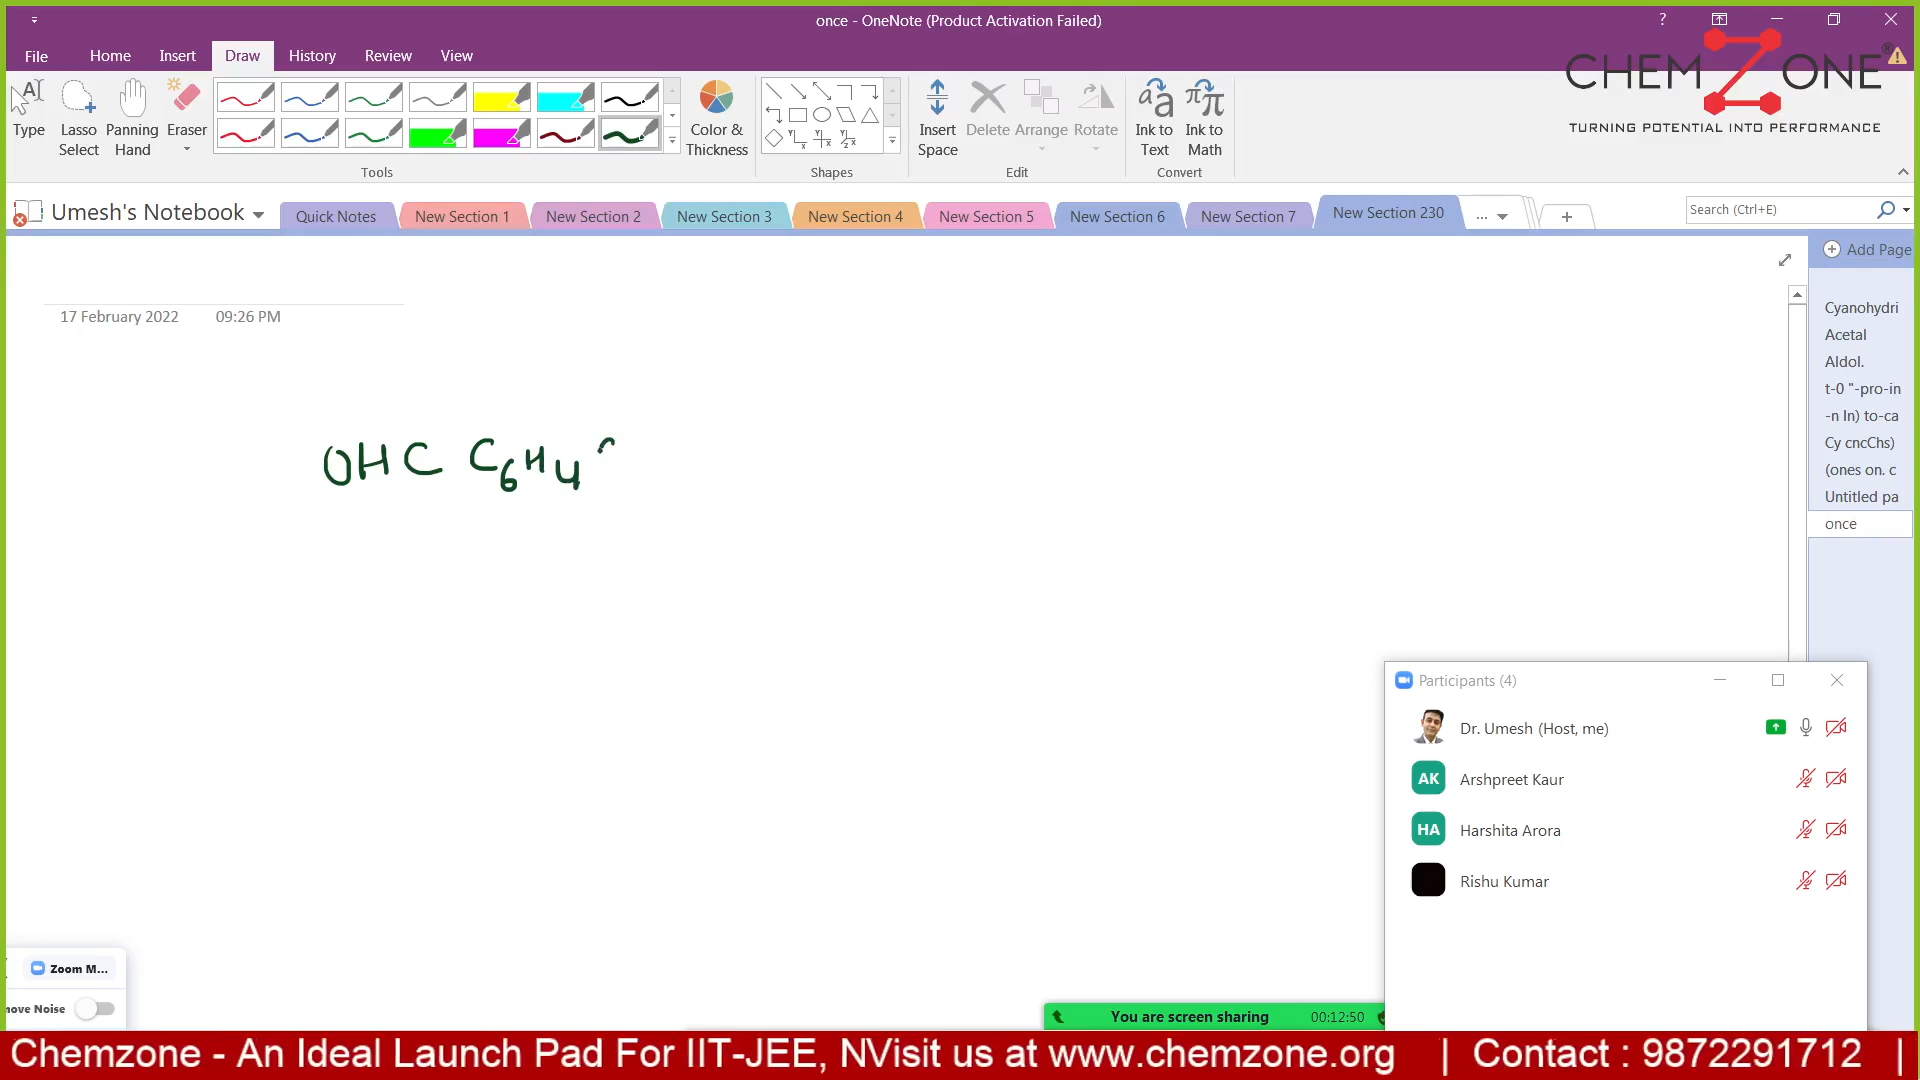 once - OneNote (Product Activation Failed)
?
File Home Insert Draw History Review View
CHEMZONE®
TURNING POTENTIAL INTO PERFORMANCE
Type
Lasso Select
Panning Hand
Eraser
Color & Thickness
Insert Space
Delete
Arrange
Rotate
Ink to Text
Ink to Math
Tools Shapes Edit Convert
Umesh's Notebook
Quick Notes New Section 1 New Section 2 New Section 3 New Section 4 New Section 5 New Section 6 New Section 7 New Section 230 ... +
Search (Ctrl+E)
Add Page
17 February 2022 09:26 PM
Cyanohydri
Acetal
Aldol.
t-0 "-pro-in
-n In) to-ca
Cy cncChs)
(ones on. c
Untitled pa
once
OHC C6H4
Participants (4)
Dr. Umesh (Host, me)
AK Arshpreet Kaur
HA Harshita Arora
Rishu Kumar
Zoom M...
nove Noise
You are screen sharing 00:12:50
Chemzone - An Ideal Launch Pad For IIT-JEE, NVisit us at www.chemzone.org | Contact : 9872291712 |